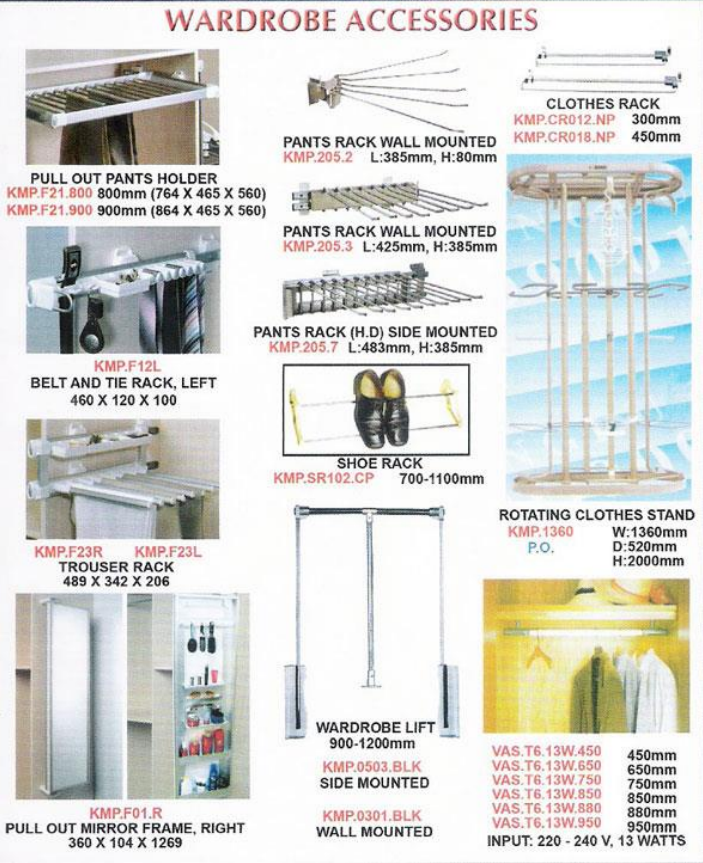 WARDROBE ACCESSORIES
PULL OUT PANTS HOLDER
KMP.F21.800 800mm (764 X 465 X 560)
KMP.F21.900 900mm (864 X 465 X 560)
KMP.F12L
BELT AND TIE RACK, LEFT
460 X 120 X 100
KMP.F23R KMP.F23L
TROUSER RACK
489 X 342 X 206
KMP.F01.R
PULL OUT MIRROR FRAME, RIGHT
360 X 104 X 1269
PANTS RACK WALL MOUNTED
KMP.205.2 L:385mm, H:80mm
PANTS RACK WALL MOUNTED
KMP.205.3 L:425mm, H:385mm
PANTS RACK (H.D) SIDE MOUNTED
KMP.205.7 L:483mm, H:385mm
SHOE RACK
KMP.SR102.CP 700-1100mm
WARDROBE LIFT
900-1200mm
KMP.0503.BLK
SIDE MOUNTED
KMP.0301.BLK
WALL MOUNTED
CLOTHES RACK
KMP.CR012.NP 300mm
KMP.CR018.NP 450mm
ROTATING CLOTHES STAND
KMP.1360 W:1360mm
P.O. D:520mm
H:2000mm
VAS.T6.13W.450 450mm
VAS.T6.13W.650 650mm
VAS.T6.13W.750 750mm
VAS.T6.13W.850 850mm
VAS.T6.13W.880 880mm
VAS.T6.13W.950 950mm
INPUT: 220 - 240 V, 13 WATTS